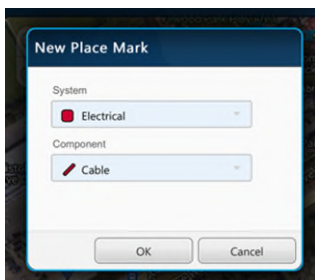 New Place Mark
System
Electrical
Component
Cable
OK
Cancel